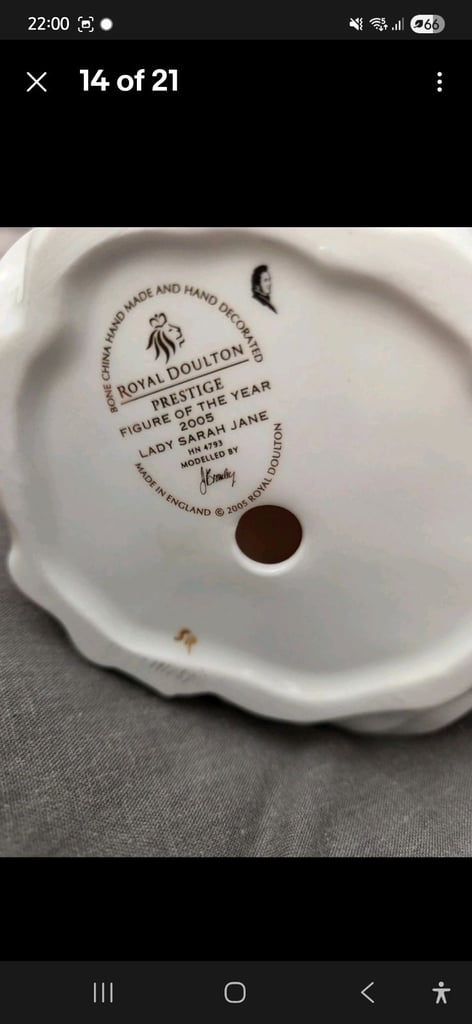 22:00
66
14 of 21
BONE CHINA HAND MADE AND HAND DECORATED
ROYAL DOULTON
PRESTIGE
FIGURE OF THE YEAR
2005
LADY SARAH JANE
HN 4793
MODELLED BY
MADE IN ENGLAND © 2005 ROYAL DOULTON
SR